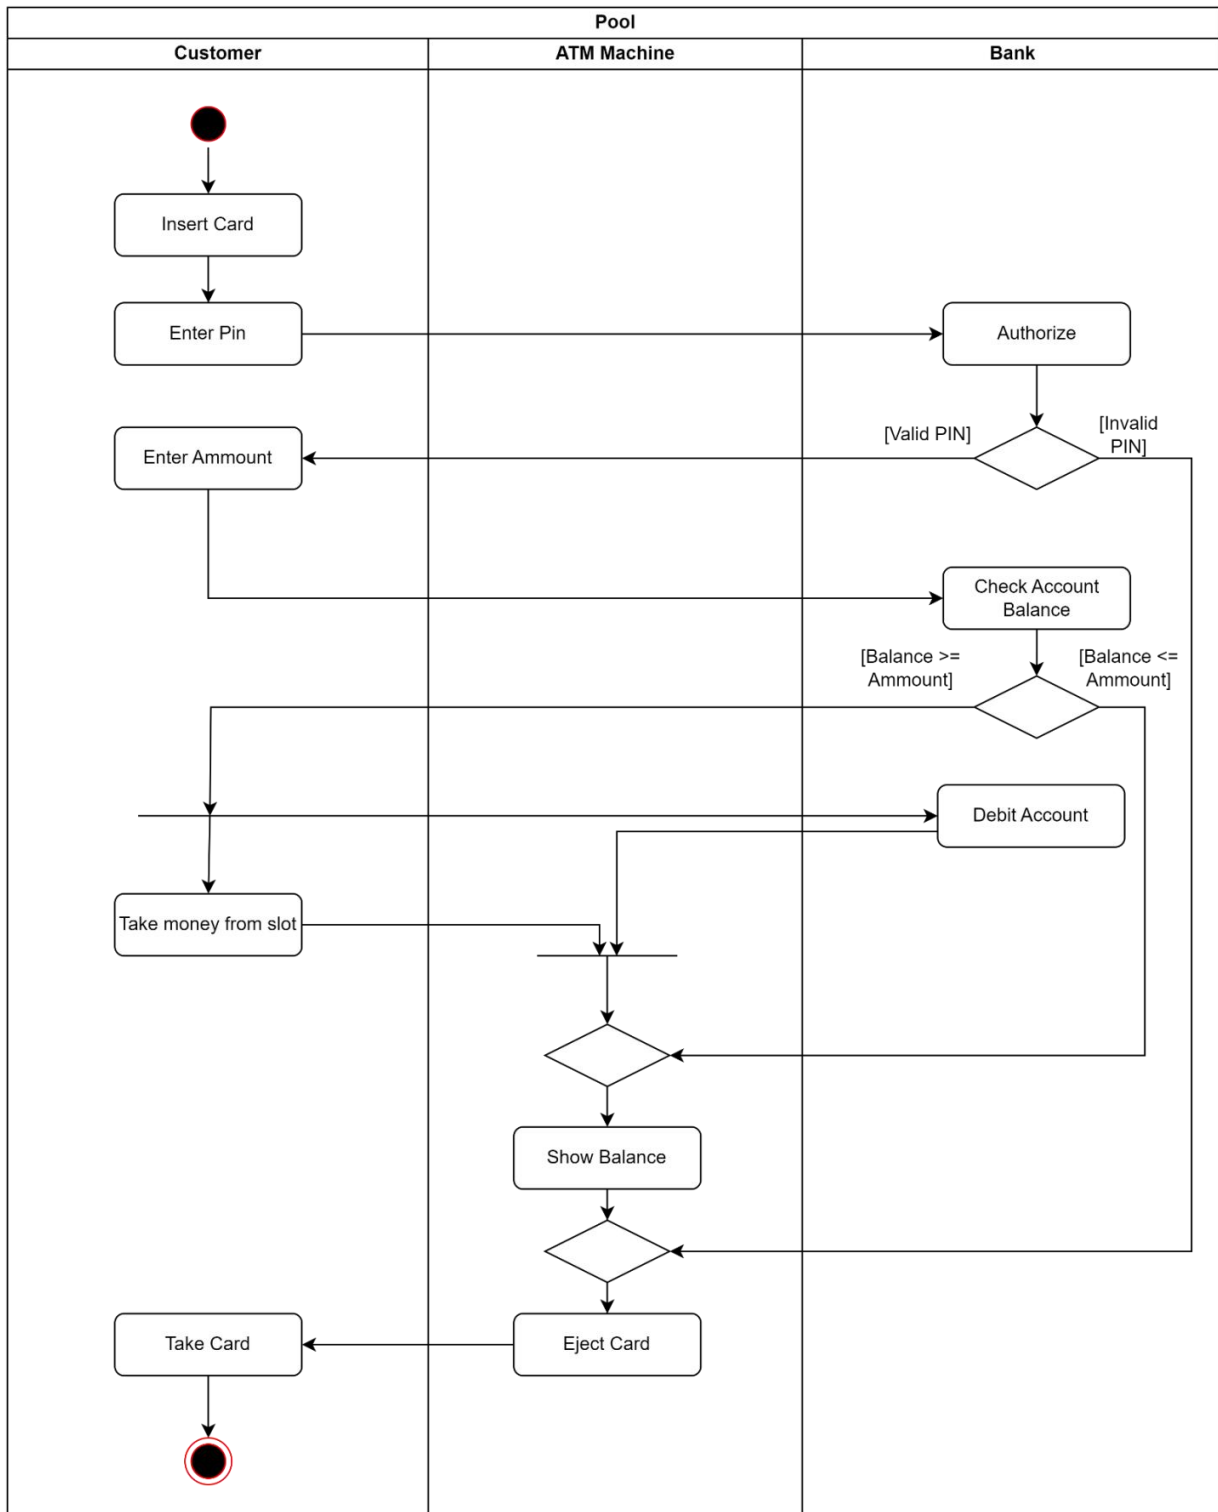 Pool
Customer
ATM Machine
Bank
Insert Card
Enter Pin
Authorize
[Valid PIN]
[Invalid
PIN]
Enter Ammount
Check Account
Balance
[Balance >=
Ammount]
[Balance <=
Ammount]
Debit Account
Take money from slot
Show Balance
Take Card
Eject Card